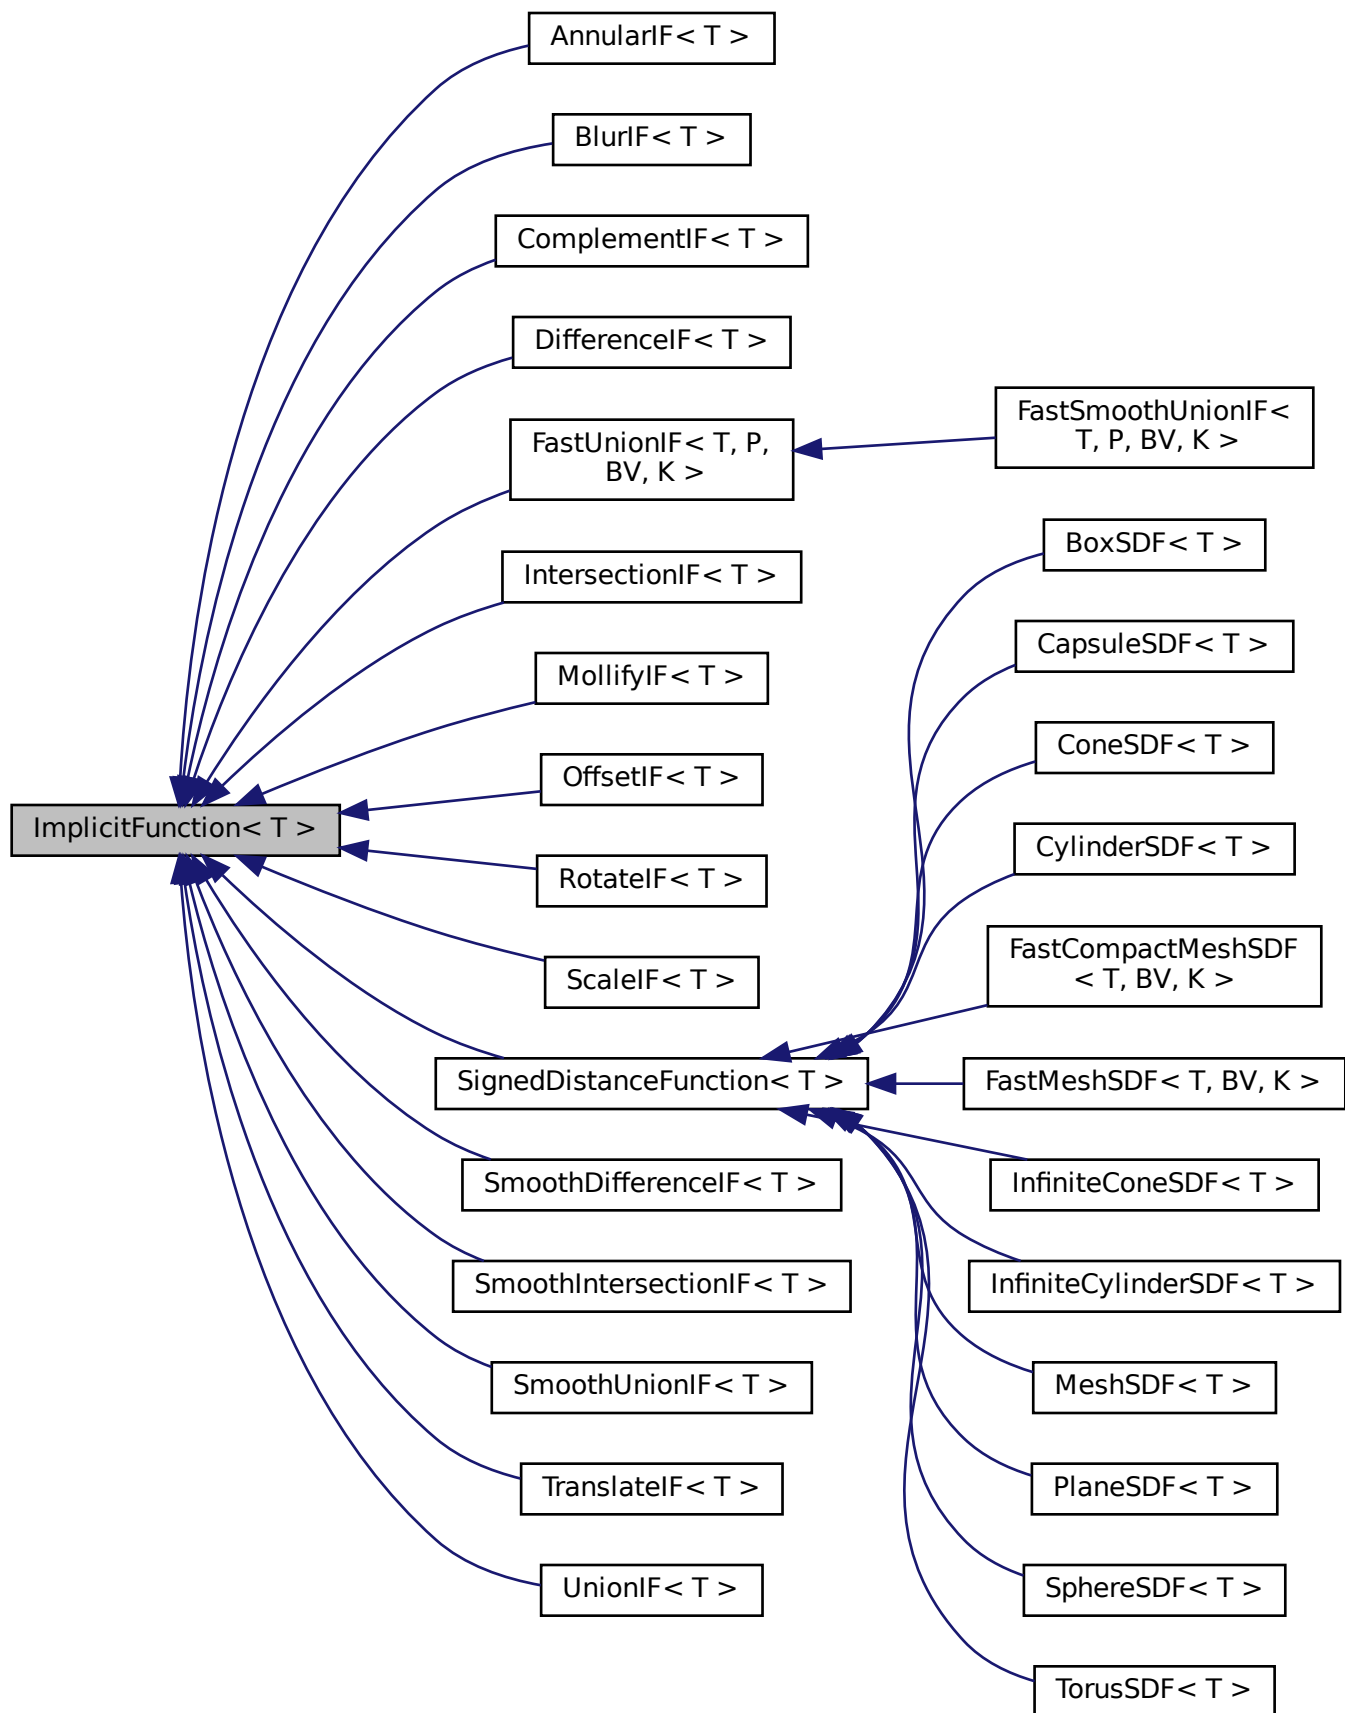 AnnularIF< T >
BlurIF< T >
ComplementIF< T >
DifferenceIF< T >
FastUnionIF< T, P,
BV, K >
FastSmoothUnionIF<
T, P, BV, K >
IntersectionIF< T >
MollifyIF< T >
OffsetIF< T >
ImplicitFunction< T >
RotateIF< T >
ScaleIF< T >
SignedDistanceFunction< T >
SmoothDifferenceIF< T >
SmoothIntersectionIF< T >
SmoothUnionIF< T >
TranslateIF< T >
UnionIF< T >
BoxSDF< T >
CapsuleSDF< T >
ConeSDF< T >
CylinderSDF< T >
FastCompactMeshSDF
< T, BV, K >
FastMeshSDF< T, BV, K >
InfiniteConeSDF< T >
InfiniteCylinderSDF< T >
MeshSDF< T >
PlaneSDF< T >
SphereSDF< T >
TorusSDF< T >